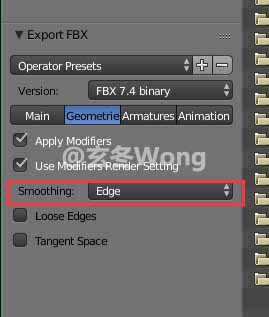 Export FBX
Operator Presets
Version: FBX 7.4 binary
Main Geometrie Armatures Animation
Apply Modifiers
Use Modifiers Render Setting
@玄冬Wong
Smoothing: Edge
Loose Edges
Tangent Space